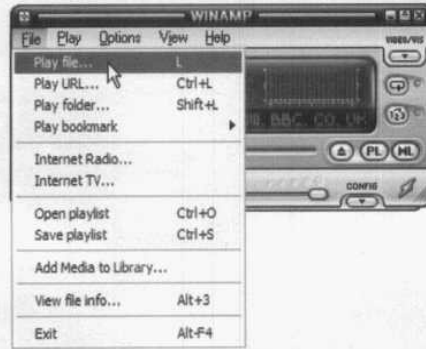 WINAMP
File Play Options View Help
VIDEO/VIS
Play file... L
Play URL... Ctrl+L
Play folder... Shift+L
Play bookmark
BBC.CO.UK
Internet Radio...
Internet TV...
PL ML
CONFIG
Open playlist Ctrl+O
Save playlist Ctrl+S
Add Media to Library...
View file info... Alt+3
Exit Alt-F4